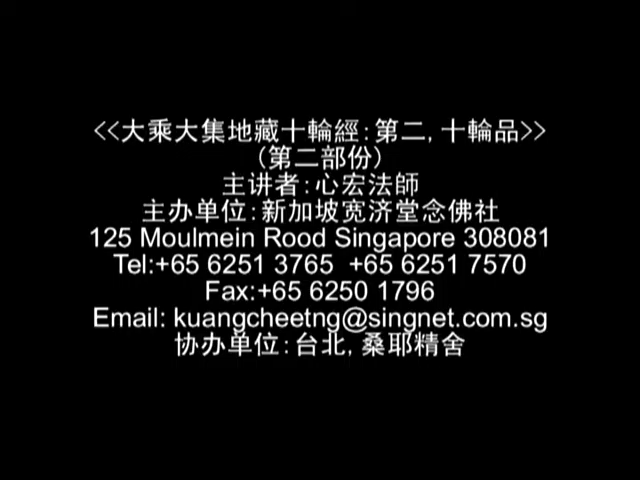 <<大乘大集地藏十輪經:第二,十輪品>>
(第二部份)
主讲者:心宏法師
主办单位:新加坡宽济堂念佛社
125 Moulmein Rood Singapore 308081
Tel:+65 6251 3765  +65 6251 7570
Fax:+65 6250 1796
Email: kuangcheetng@singnet.com.sg
协办单位:台北,桑耶精舍